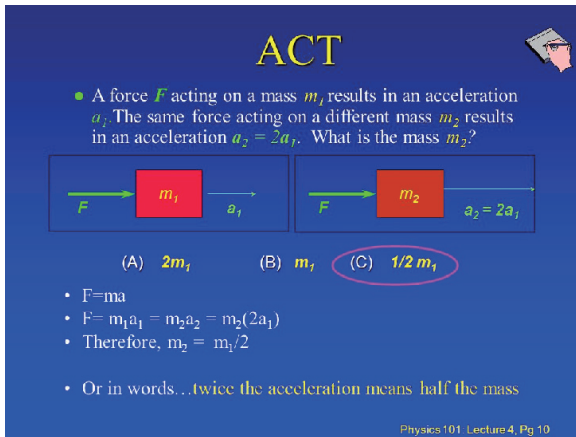 ACT
• A force F acting on a mass m₁ results in an acceleration
a₁.The same force acting on a different mass m₂ results
in an acceleration a₂ = 2a₁. What is the mass m₂?
F m₁ a₁ F m₂ a₂ = 2a₁
(A) 2m₁ (B) m₁ (C) 1/2 m₁
• F=ma
• F= m₁a₁ = m₂a₂ = m₂(2a₁)
• Therefore, m₂ = m₁/2
• Or in words…twice the acceleration means half the mass
Physics 101 Lecture 4, Pg 10